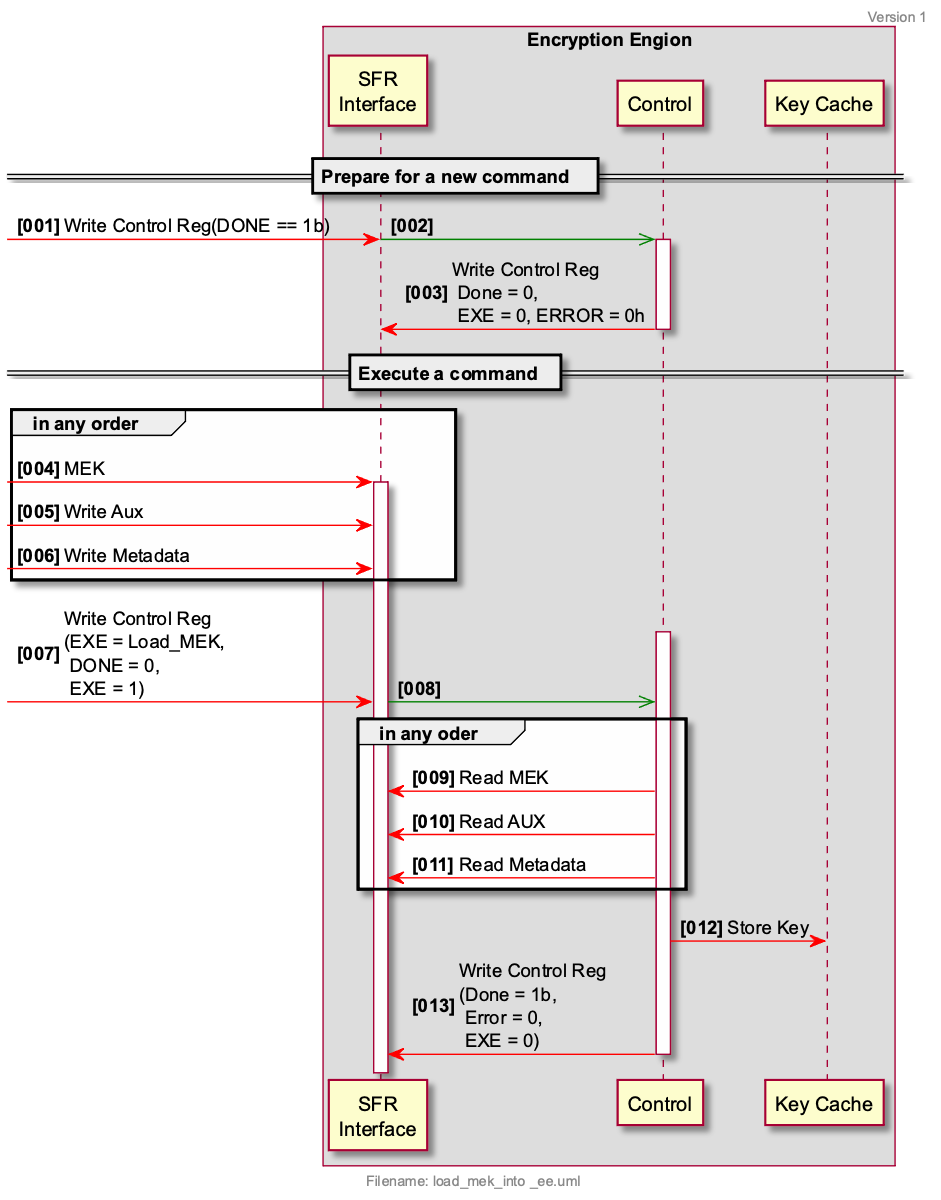 Version 1
Encryption Engion
SFR
Interface
Control
Key Cache
Prepare for a new command
[001] Write Control Reg(DONE == 1b)
[002]
Write Control Reg
[003] Done = 0,
EXE = 0, ERROR = 0h
Execute a command
in any order
[004] MEK
[005] Write Aux
[006] Write Metadata
Write Control Reg
(EXE = Load_MEK,
[007] DONE = 0,
EXE = 1)
[008]
in any oder
[009] Read MEK
[010] Read AUX
[011] Read Metadata
[012] Store Key
Write Control Reg
(Done = 1b,
[013] Error = 0,
EXE = 0)
SFR
Interface
Control
Key Cache
Filename: load_mek_into _ee.uml